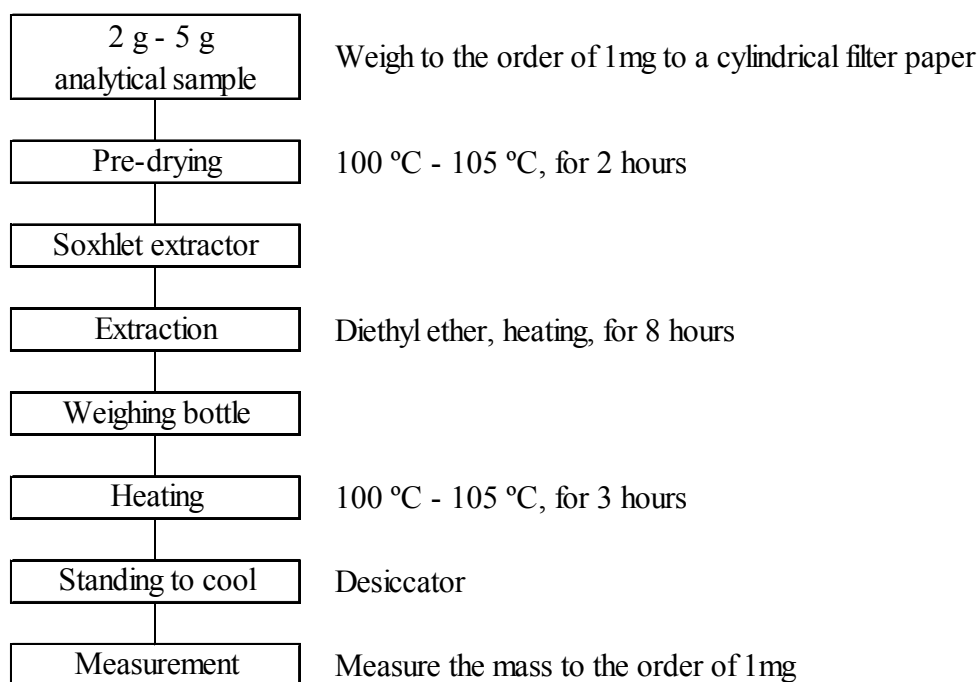 2 g - 5 g
analytical sample
Weigh to the order of 1mg to a cylindrical filter paper
Pre-drying
100 ºC - 105 ºC, for 2 hours
Soxhlet extractor
Extraction
Diethyl ether, heating, for 8 hours
Weighing bottle
Heating
100 ºC - 105 ºC, for 3 hours
Standing to cool
Desiccator
Measurement
Measure the mass to the order of 1mg